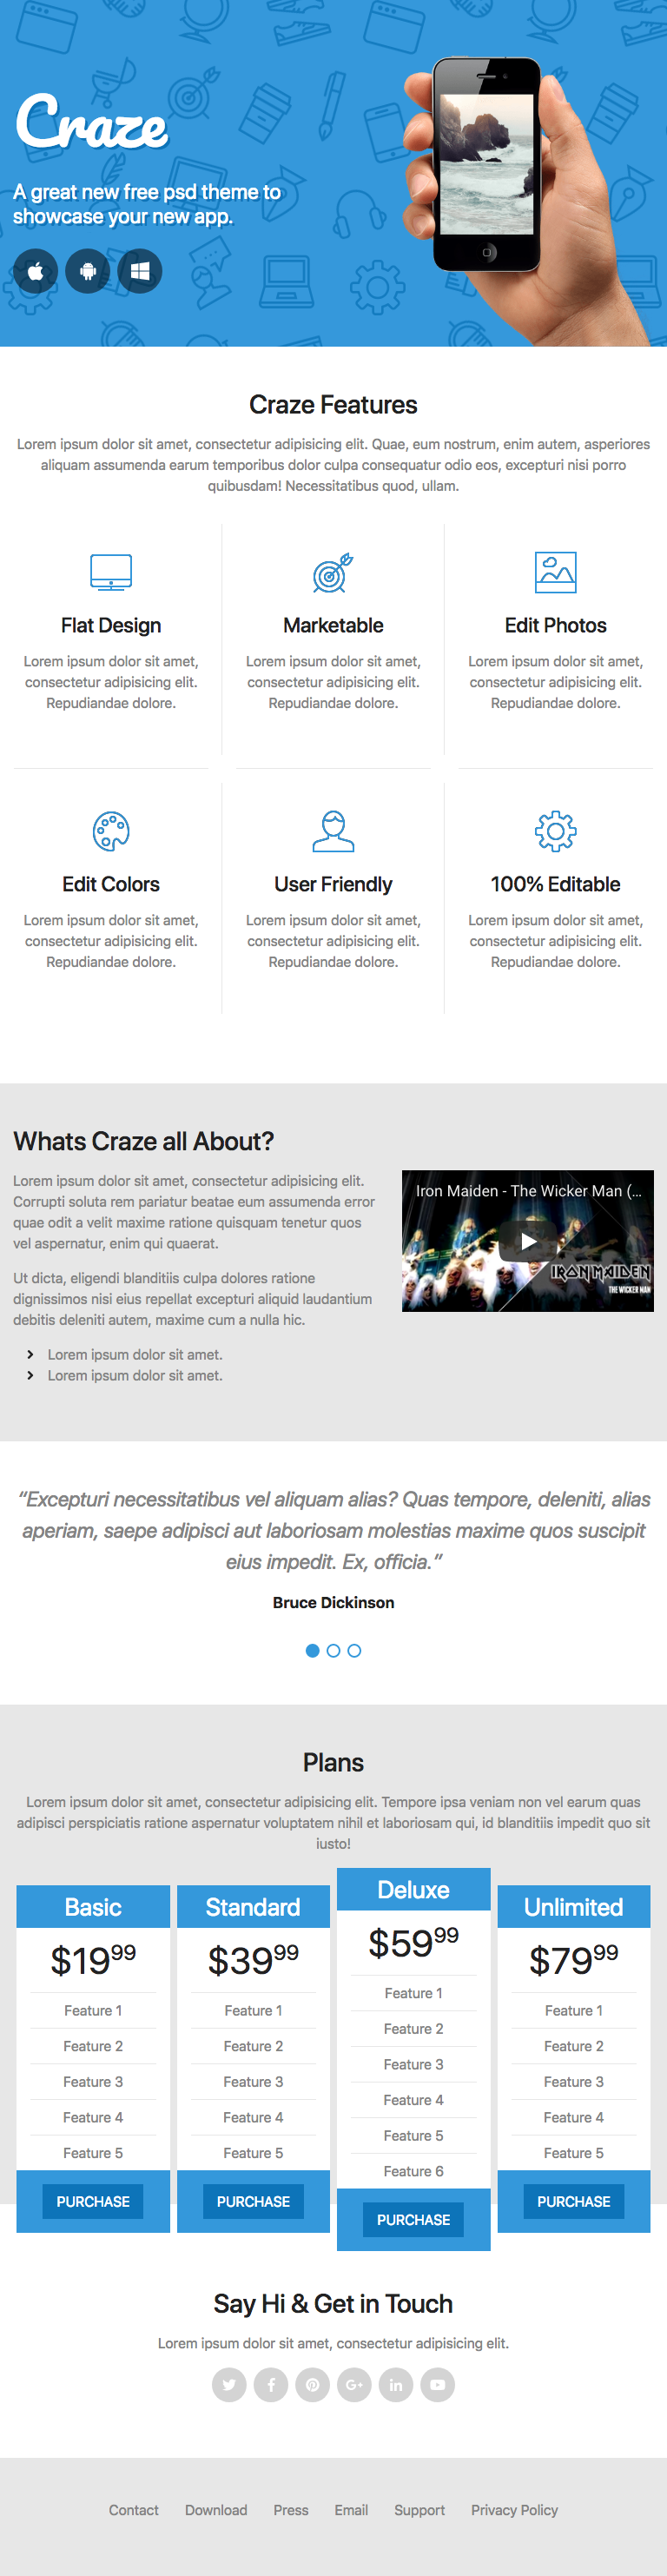 Craze
A great new free psd theme to
showcase your new app.
Craze Features
Lorem ipsum dolor sit amet, consectetur adipisicing elit. Quae, eum nostrum, enim autem, asperiores
aliquam assumenda earum temporibus dolor culpa consequatur odio eos, excepturi nisi porro
quibusdam! Necessitatibus quod, ullam.
Flat Design
Lorem ipsum dolor sit amet,
consectetur adipisicing elit.
Repudiandae dolore.
Marketable
Lorem ipsum dolor sit amet,
consectetur adipisicing elit.
Repudiandae dolore.
Edit Photos
Lorem ipsum dolor sit amet,
consectetur adipisicing elit.
Repudiandae dolore.
Edit Colors
Lorem ipsum dolor sit amet,
consectetur adipisicing elit.
Repudiandae dolore.
User Friendly
Lorem ipsum dolor sit amet,
consectetur adipisicing elit.
Repudiandae dolore.
100% Editable
Lorem ipsum dolor sit amet,
consectetur adipisicing elit.
Repudiandae dolore.
Whats Craze all About?
Lorem ipsum dolor sit amet, consectetur adipisicing elit.
Corrupti soluta rem pariatur beatae eum assumenda error
quae odit a velit maxime ratione quisquam tenetur quos
vel aspernatur, enim qui quaerat.
Ut dicta, eligendi blanditiis culpa dolores ratione
dignissimos nisi eius repellat excepturi aliquid laudantium
debitis deleniti autem, maxime cum a nulla hic.
Lorem ipsum dolor sit amet.
Lorem ipsum dolor sit amet.
Iron Maiden - The Wicker Man (...
IRON MAIDEN
THE WICKER MAN
“Excepturi necessitatibus vel aliquam alias? Quas tempore, deleniti, alias
aperiam, saepe adipisci aut laboriosam molestias maxime quos suscipit
eius impedit. Ex, officia.”
Bruce Dickinson
Plans
Lorem ipsum dolor sit amet, consectetur adipisicing elit. Tempore ipsa veniam non vel earum quas
adipisci perspiciatis ratione aspernatur voluptatem nihil et laboriosam qui, id blanditiis impedit quo sit
iusto!
Basic
$19 99
Feature 1
Feature 2
Feature 3
Feature 4
Feature 5
PURCHASE
Standard
$39 99
Feature 1
Feature 2
Feature 3
Feature 4
Feature 5
PURCHASE
Deluxe
$59 99
Feature 1
Feature 2
Feature 3
Feature 4
Feature 5
Feature 6
PURCHASE
Unlimited
$79 99
Feature 1
Feature 2
Feature 3
Feature 4
Feature 5
PURCHASE
Say Hi & Get in Touch
Lorem ipsum dolor sit amet, consectetur adipisicing elit.
Contact Download Press Email Support Privacy Policy